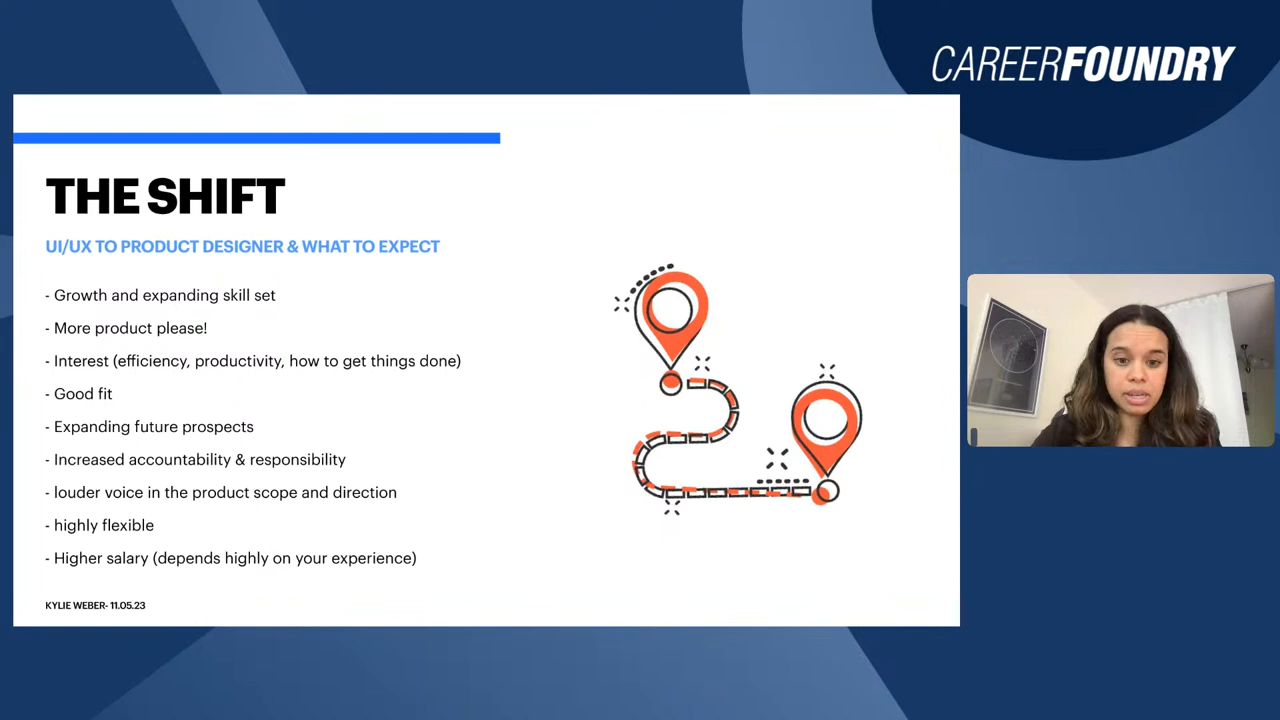 CAREERFOUNDRY
THE SHIFT
UI/UX TO PRODUCT DESIGNER & WHAT TO EXPECT
- Growth and expanding skill set
- More product please!
- Interest (efficiency, productivity, how to get things done)
- Good fit
- Expanding future prospects
- Increased accountability & responsibility
- louder voice in the product scope and direction
- highly flexible
- Higher salary (depends highly on your experience)
KYLIE WEBER- 11.05.23